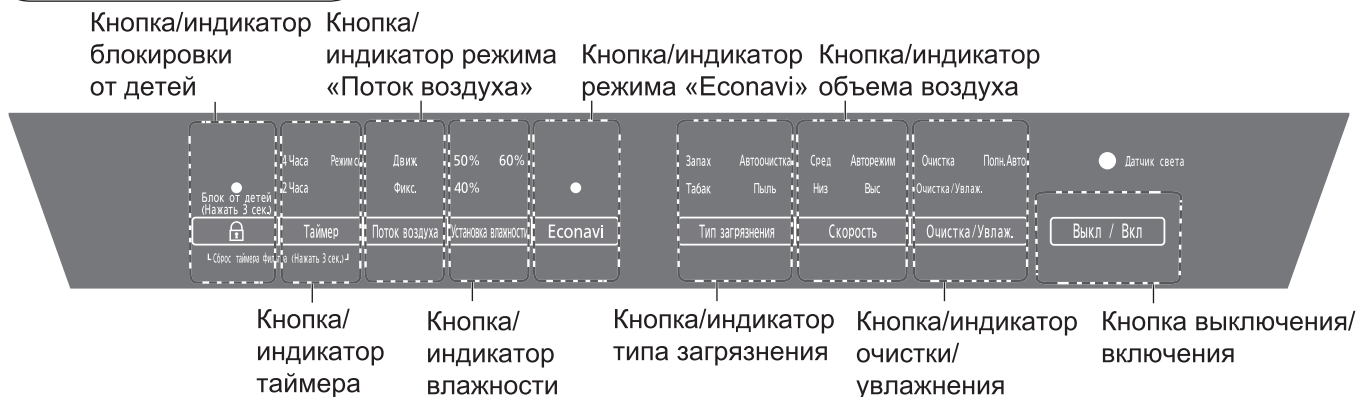 Кнопка/индикатор
блокировки
от детей
Кнопка/
индикатор режима
«Поток воздуха»
Кнопка/индикатор
режима «Econavi»
Кнопка/индикатор
объема воздуха
Блок от детей
(Нажать 3 сек.)
4 Часа Режим с
2 Часа
Таймер
Сброс таймера фильтра (Нажать 3 сек.)
Движ.
Фикс.
Поток воздуха
50% 60%
40%
Установка влажности
Econavi
Запах Автоочистка
Табак Пыль
Тип загрязнения
Сред Авторежим
Низ Выс
Скорость
Очистка Полн.Авто
Очистка/Увлаж.
Очистка/Увлаж.
Датчик света
Выкл / Вкл
Кнопка/
индикатор
таймера
Кнопка/
индикатор
влажности
Кнопка/индикатор
типа загрязнения
Кнопка/индикатор
очистки/
увлажнения
Кнопка выключения/
включения